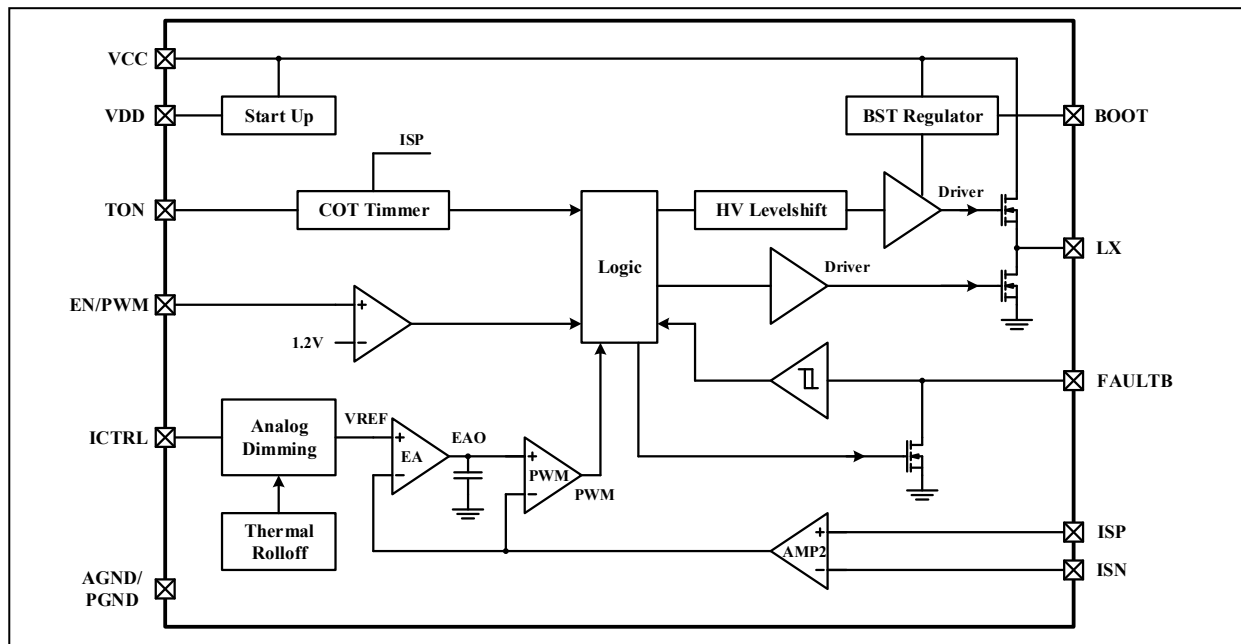 VCC
VDD
Start Up
BST Regulator
BOOT
ISP
TON
COT Timmer
HV Levelshift
Driver
LX
Logic
Driver
EN/PWM
+
1.2V
−
FAULTB
ICTRL
Analog
Dimming
VREF
+
EA
−
EAO
+
PWM
−
PWM
Thermal
Rolloff
+
AMP2
−
ISP
ISN
AGND/
PGND